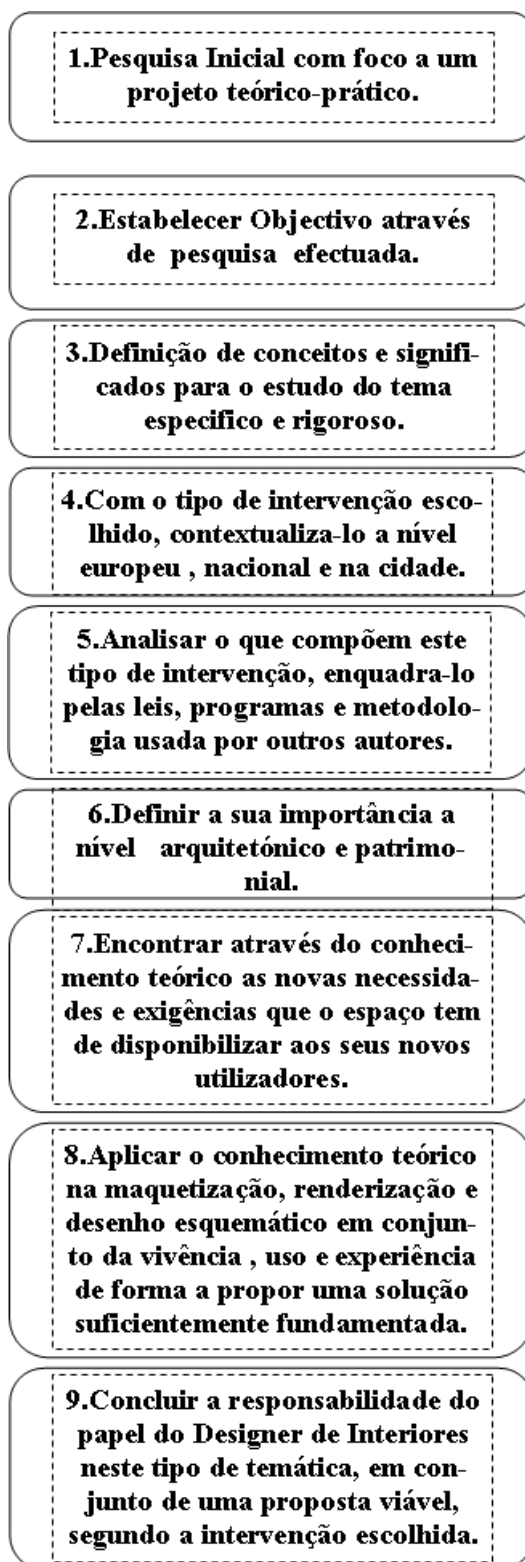 1.Pesquisa Inicial com foco a um
projeto teórico-prático.
2.Estabelecer Objectivo através
de pesquisa efectuada.
3.Definição de conceitos e signifi-
cados para o estudo do tema
especifico e rigoroso.
4.Com o tipo de intervenção esco-
lhido, contextualiza-lo a nível
europeu , nacional e na cidade.
5.Analisar o que compõem este
tipo de intervenção, enquadra-lo
pelas leis, programas e metodolo-
gia usada por outros autores.
6.Definir a sua importância a
nível arquitetónico e patrimo-
nial.
7.Encontrar através do conheci-
mento teórico as novas necessida-
des e exigências que o espaço tem
de disponibilizar aos seus novos
utilizadores.
8.Aplicar o conhecimento teórico
na maquetização, renderização e
desenho esquemático em conjun-
to da vivência , uso e experiência
de forma a propor uma solução
suficientemente fundamentada.
9.Concluir a responsabilidade do
papel do Designer de Interiores
neste tipo de temática, em con-
junto de uma proposta viável,
segundo a intervenção escolhida.